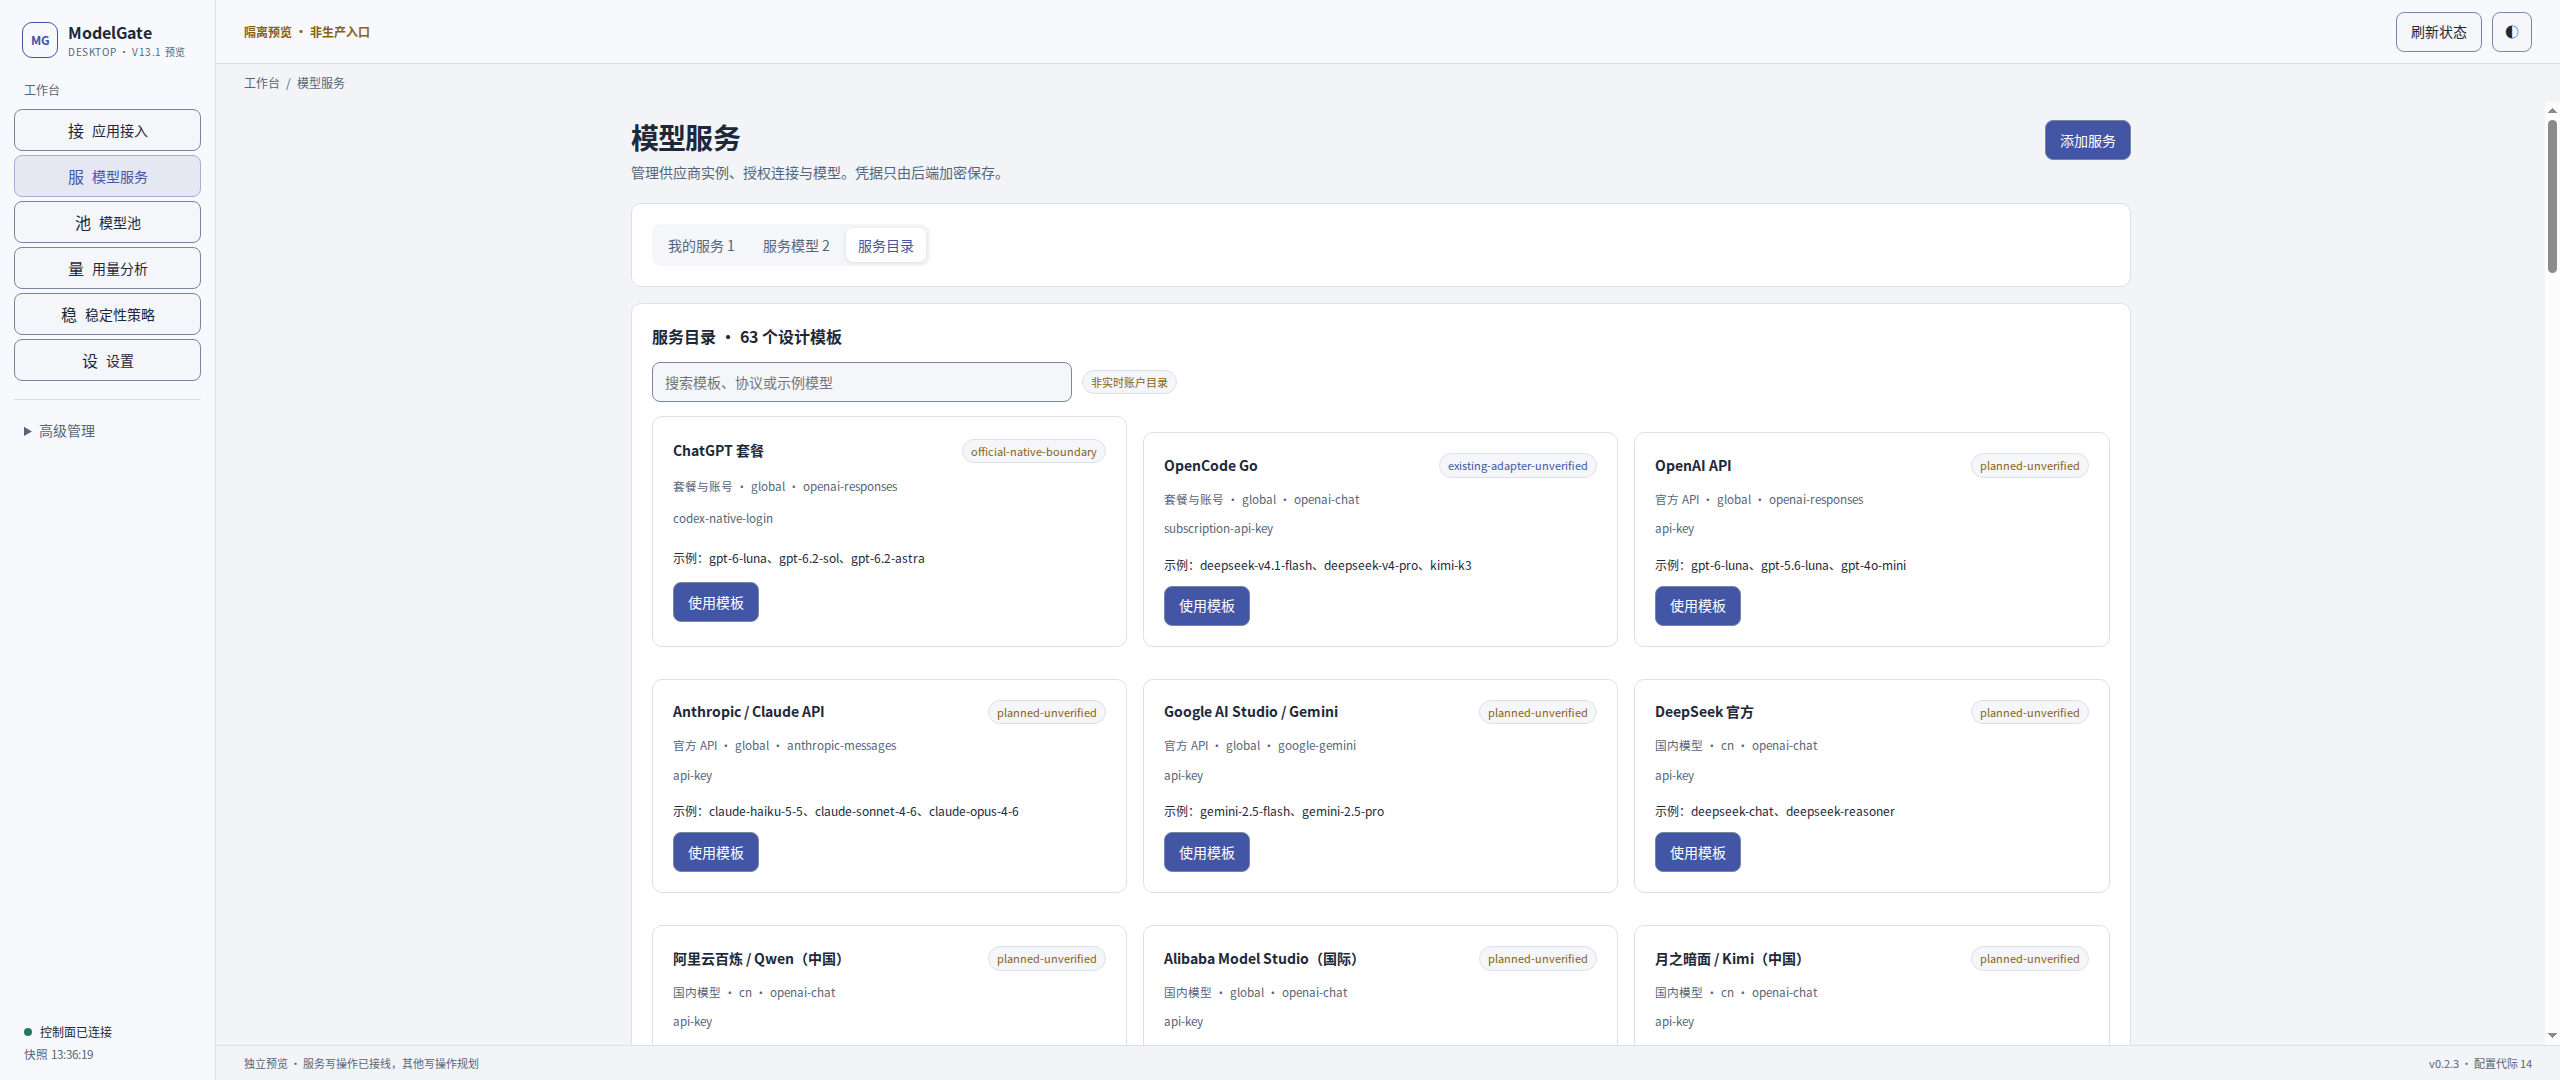 MG
ModelGate
DESKTOP · V13.1 预览
工作台
接 应用接入
服 模型服务
池 模型池
量 用量分析
稳 稳定性策略
设 设置
▶ 高级管理
控制面已连接
快照 13:36:19
隔离预览 · 非生产入口
刷新状态
工作台 / 模型服务
模型服务
添加服务
管理供应商实例、授权连接与模型。凭据只由后端加密保存。
我的服务 1 服务模型 2 服务目录
服务目录 · 63 个设计模板
搜索模板、协议或示例模型
非实时账户目录
ChatGPT 套餐
official-native-boundary
套餐与账号 · global · openai-responses
codex-native-login
示例：gpt-6-luna、gpt-6.2-sol、gpt-6.2-astra
使用模板
OpenCode Go
existing-adapter-unverified
套餐与账号 · global · openai-chat
subscription-api-key
示例：deepseek-v4.1-flash、deepseek-v4-pro、kimi-k3
使用模板
OpenAI API
planned-unverified
官方 API · global · openai-responses
api-key
示例：gpt-6-luna、gpt-5.6-luna、gpt-4o-mini
使用模板
Anthropic / Claude API
planned-unverified
官方 API · global · anthropic-messages
api-key
示例：claude-haiku-5-5、claude-sonnet-4-6、claude-opus-4-6
使用模板
Google AI Studio / Gemini
planned-unverified
官方 API · global · google-gemini
api-key
示例：gemini-2.5-flash、gemini-2.5-pro
使用模板
DeepSeek 官方
planned-unverified
国内模型 · cn · openai-chat
api-key
示例：deepseek-chat、deepseek-reasoner
使用模板
阿里云百炼 / Qwen（中国）
planned-unverified
国内模型 · cn · openai-chat
api-key
Alibaba Model Studio（国际）
planned-unverified
国内模型 · global · openai-chat
api-key
月之暗面 / Kimi（中国）
planned-unverified
国内模型 · cn · openai-chat
api-key
独立预览 · 服务写操作已接线，其他写操作规划
v0.2.3 · 配置代际 14